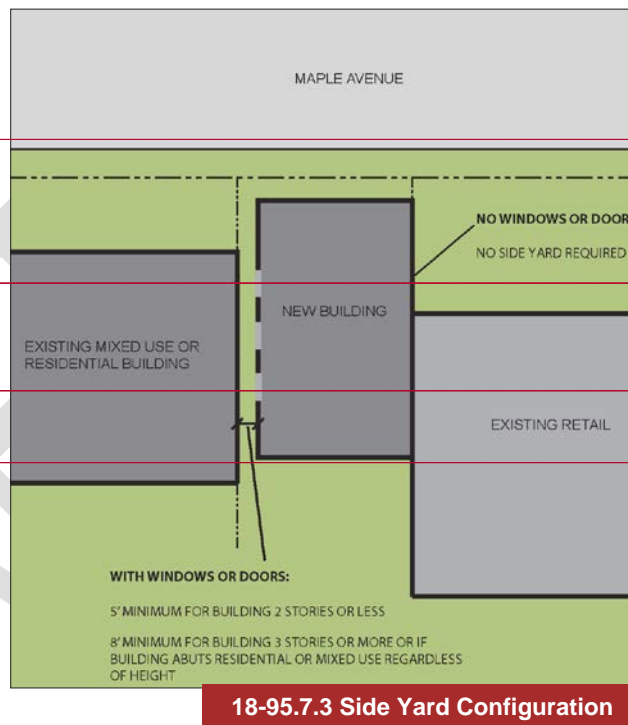 MAPLE AVENUE
NO WINDOWS OR DOOR
NO SIDE YARD REQUIRED
NEW BUILDING
EXISTING MIXED USE OR
RESIDENTIAL BUILDING
EXISTING RETAIL
WITH WINDOWS OR DOORS:
5' MINIMUM FOR BUILDING 2 STORIES OR LESS
8' MINIMUM FOR BUILDING 3 STORIES OR MORE OR IF
BUILDING ABUTS RESIDENTIAL OR MIXED USE REGARDLESS
OF HEIGHT
18-95.7.3 Side Yard Configuration